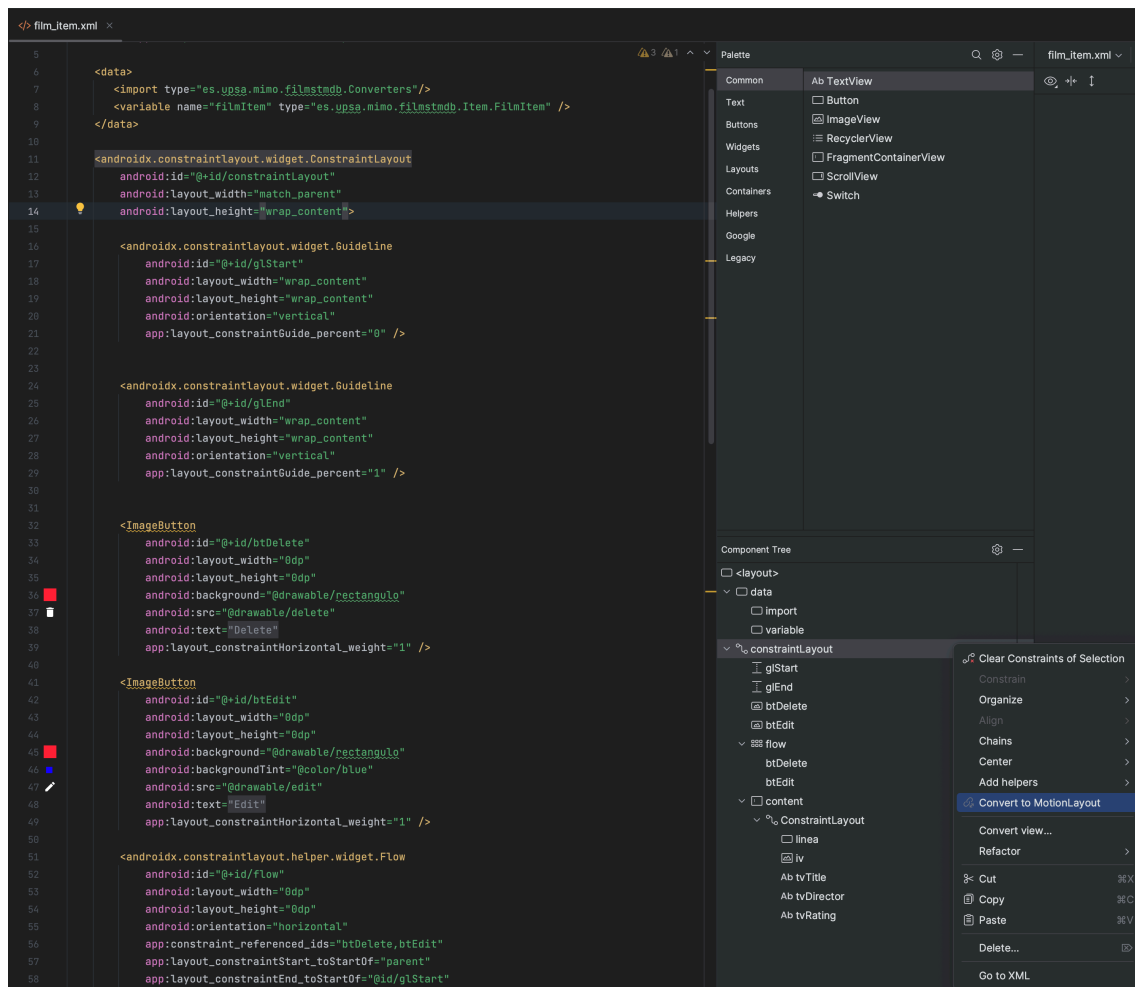 film_item.xml
3 1
5
6 <data>
7 <import type="es.upsa.mimo.filmstmdb.Converters"/>
8 <variable name="filmItem" type="es.upsa.mimo.filmstmdb.Item.FilmItem" />
9 </data>
10
11 <androidx.constraintlayout.widget.ConstraintLayout
12 android:id="@+id/constraintLayout"
13 android:layout_width="match_parent"
14 android:layout_height="wrap_content">
15
16 <androidx.constraintlayout.widget.Guideline
17 android:id="@+id/glStart"
18 android:layout_width="wrap_content"
19 android:layout_height="wrap_content"
20 android:orientation="vertical"
21 app:layout_constraintGuide_percent="0" />
22
23
24 <androidx.constraintlayout.widget.Guideline
25 android:id="@+id/glEnd"
26 android:layout_width="wrap_content"
27 android:layout_height="wrap_content"
28 android:orientation="vertical"
29 app:layout_constraintGuide_percent="1" />
30
31
32 <ImageButton
33 android:id="@+id/btDelete"
34 android:layout_width="0dp"
35 android:layout_height="0dp"
36 android:background="@drawable/rectangulo"
37 android:src="@drawable/delete"
38 android:text="Delete"
39 app:layout_constraintHorizontal_weight="1" />
40
41 <ImageButton
42 android:id="@+id/btEdit"
43 android:layout_width="0dp"
44 android:layout_height="0dp"
45 android:background="@drawable/rectangulo"
46 android:backgroundTint="@color/blue"
47 android:src="@drawable/edit"
48 android:text="Edit"
49 app:layout_constraintHorizontal_weight="1" />
50
51 <androidx.constraintlayout.helper.widget.Flow
52 android:id="@+id/flow"
53 android:layout_width="0dp"
54 android:layout_height="0dp"
55 android:orientation="horizontal"
56 app:constraint_referenced_ids="btDelete,btEdit"
57 app:layout_constraintStart_toStartOf="parent"
58 app:layout_constraintEnd_toStartOf="@id/glStart"
Palette
Common
Text
Buttons
Widgets
Layouts
Containers
Helpers
Google
Legacy
Ab TextView
Button
ImageView
RecyclerView
FragmentContainerView
ScrollView
Switch
film_item.xml
Component Tree
<layout>
data
import
variable
constraintLayout
glStart
glEnd
btDelete
btEdit
flow
btDelete
btEdit
content
ConstraintLayout
linea
iv
Ab tvTitle
Ab tvDirector
Ab tvRating
Clear Constraints of Selection
Constrain
Organize
Align
Chains
Center
Add helpers
Convert to MotionLayout
Convert view...
Refactor
Cut ⌘X
Copy ⌘C
Paste ⌘V
Delete... ⌦
Go to XML